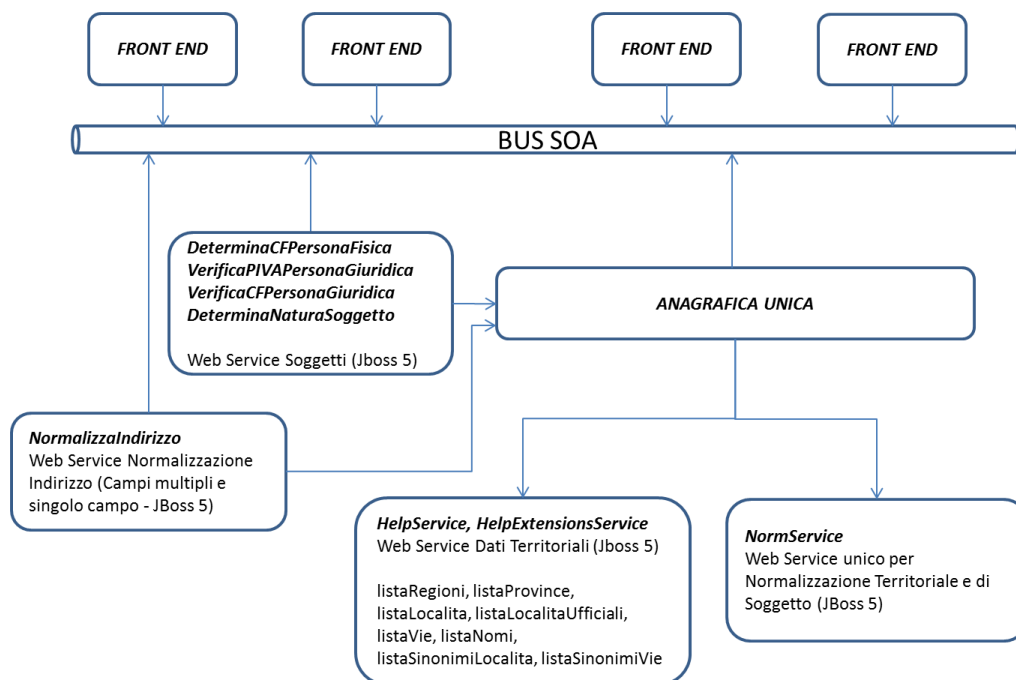 FRONT END
FRONT END
FRONT END
FRONT END
BUS SOA
DeterminaCFPersonaFisica
VerificaPIVAPersonaGiuridica
VerificaCFPersonaGiuridica
DeterminaNaturaSoggetto
Web Service Soggetti (Jboss 5)
ANAGRAFICA UNICA
NormalizzaIndirizzo
Web Service Normalizzazione
Indirizzo (Campi multipli e
singolo campo - JBoss 5)
HelpService, HelpExtensionsService
Web Service Dati Territoriali (Jboss 5)
listaRegioni, listaProvince,
listaLocalita, listaLocalitaUfficiali,
listaVie, listaNomi,
listaSinonimiLocalita, listaSinonimiVie
NormService
Web Service unico per
Normalizzazione Territoriale e di
Soggetto (JBoss 5)